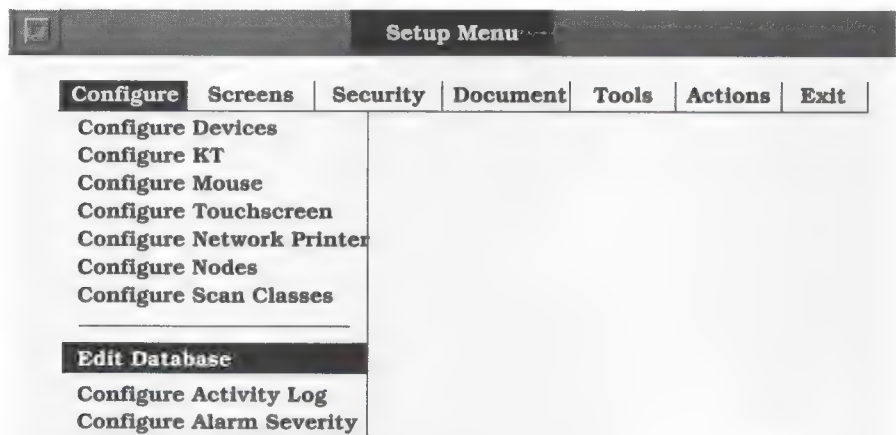 Setup Menu
Configure Screens Security Document Tools Actions Exit
Configure Devices
Configure KT
Configure Mouse
Configure Touchscreen
Configure Network Printer
Configure Nodes
Configure Scan Classes
Edit Database
Configure Activity Log
Configure Alarm Severity